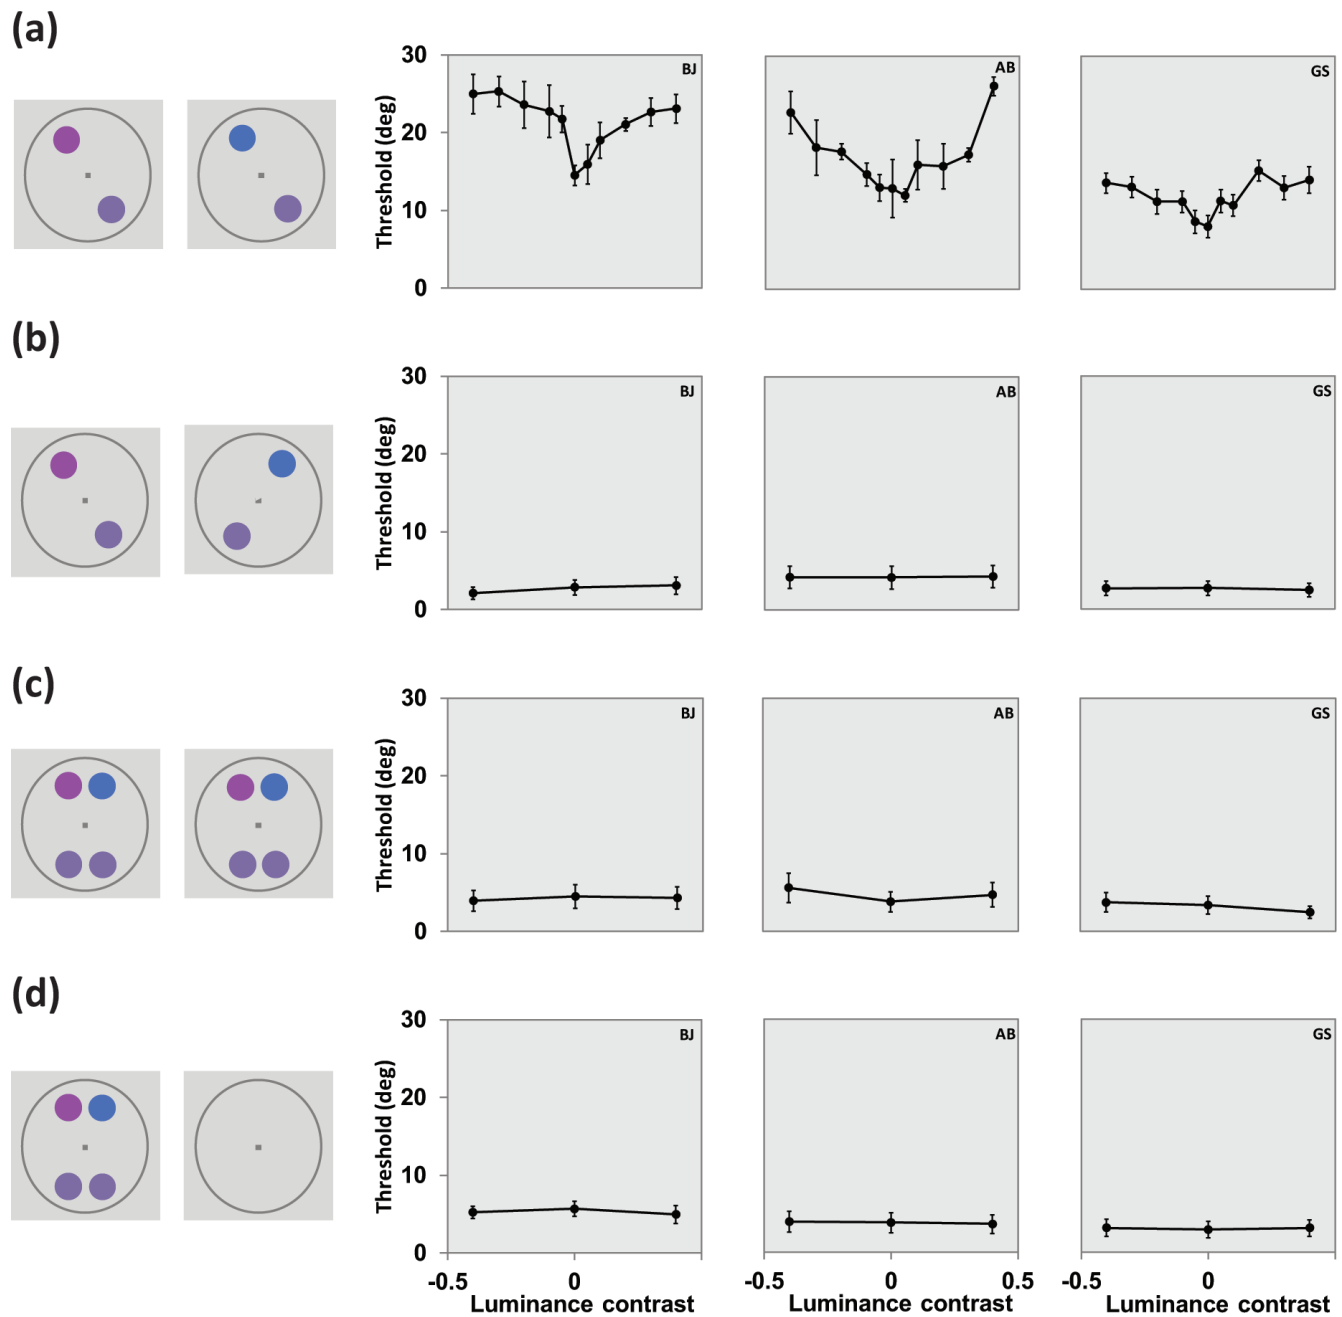 (a)
30
20
10
0
Threshold (deg)
BJ
AB
GS
(b)
30
20
10
0
Threshold (deg)
BJ
AB
GS
(c)
30
20
10
0
Threshold (deg)
BJ
AB
GS
(d)
30
20
10
0
Threshold (deg)
BJ
AB
GS
-0.5 0 -0.5 0 0.5 -0.5 0
Luminance contrast Luminance contrast Luminance contrast